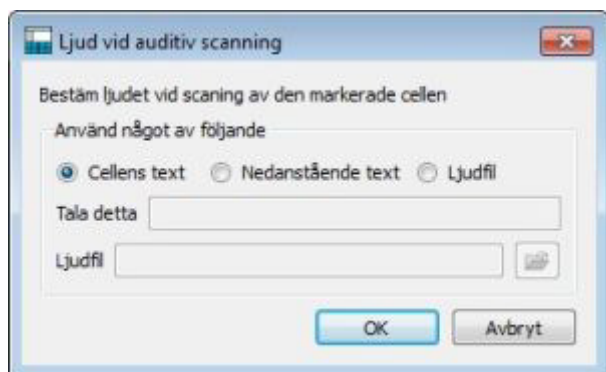 Ljud vid auditiv scanning
Bestäm ljudet vid scaning av den markerade cellen
Använd något av följande
Cellens text Nedanstående text Ljudfil
Tala detta
Ljudfil
OK Avbryt